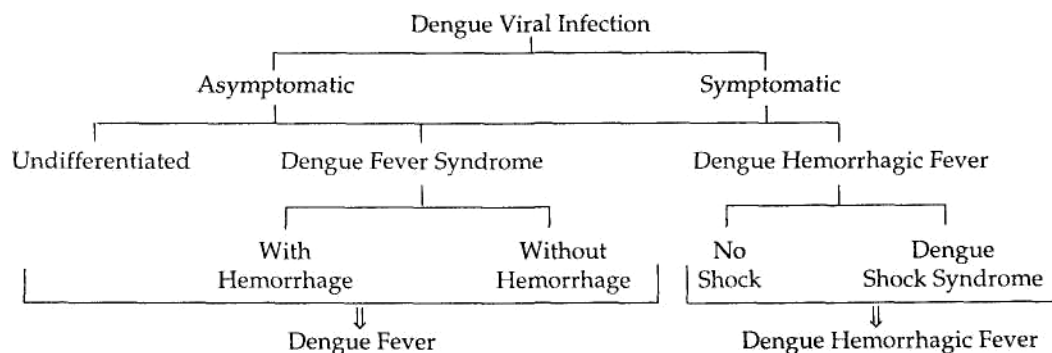 Dengue Viral Infection
Asymptomatic Symptomatic
Undifferentiated Dengue Fever Syndrome Dengue Hemorrhagic Fever
With Without No Dengue
Hemorrhage Hemorrhage Shock Shock Syndrome
Dengue Fever Dengue Hemorrhagic Fever